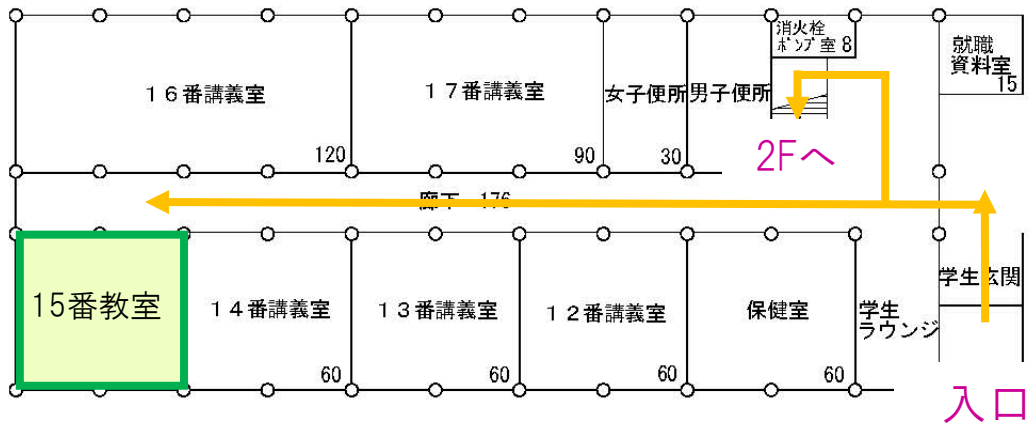 消火栓
ポンプ室 8
就職
資料室
15
16番講義室
120
17番講義室
90
女子便所
30
男子便所
2Fへ
廊下 176
15番教室
14番講義室
60
13番講義室
60
12番講義室
60
保健室
60
学生
ラウンジ
学生玄関
入口